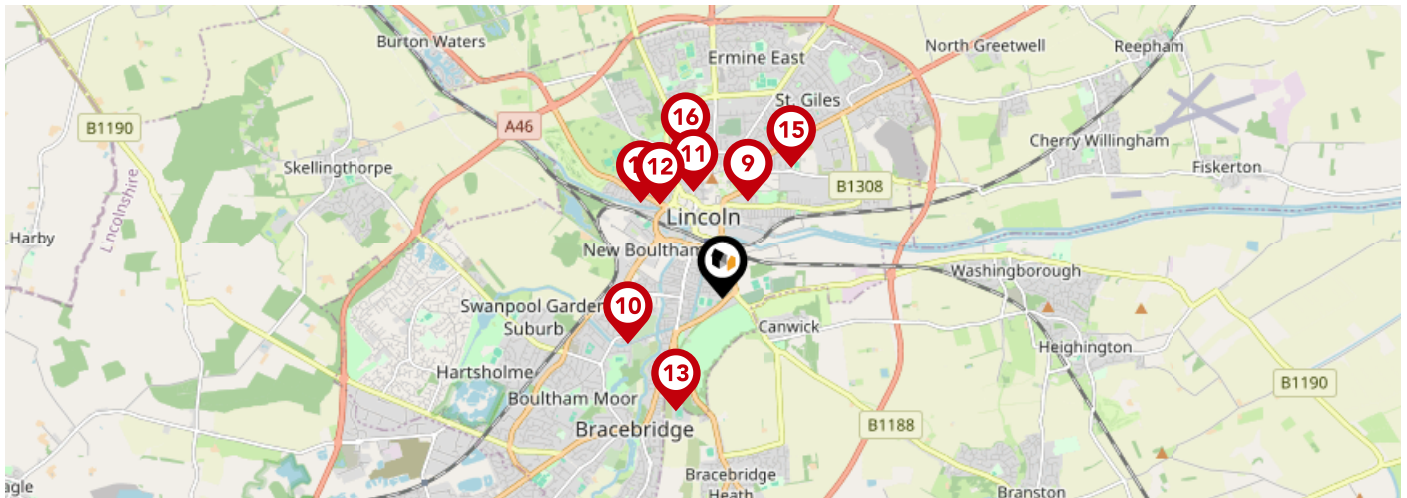 Burton Waters
North Greetwell
Reepham
Ermine East
St. Giles
B1190
A46
16
15
Cherry Willingham
Skellingthorpe
12
11
9
Fiskerton
B1308
Lincolnshire
Lincoln
Harby
New Boultham
Washingborough
Swanpool Garden
Suburb
10
Canwick
Heighington
Hartsholme
13
B1190
Boultham Moor
Bracebridge
B1188
Bracebridge
Heath
agle
Branston